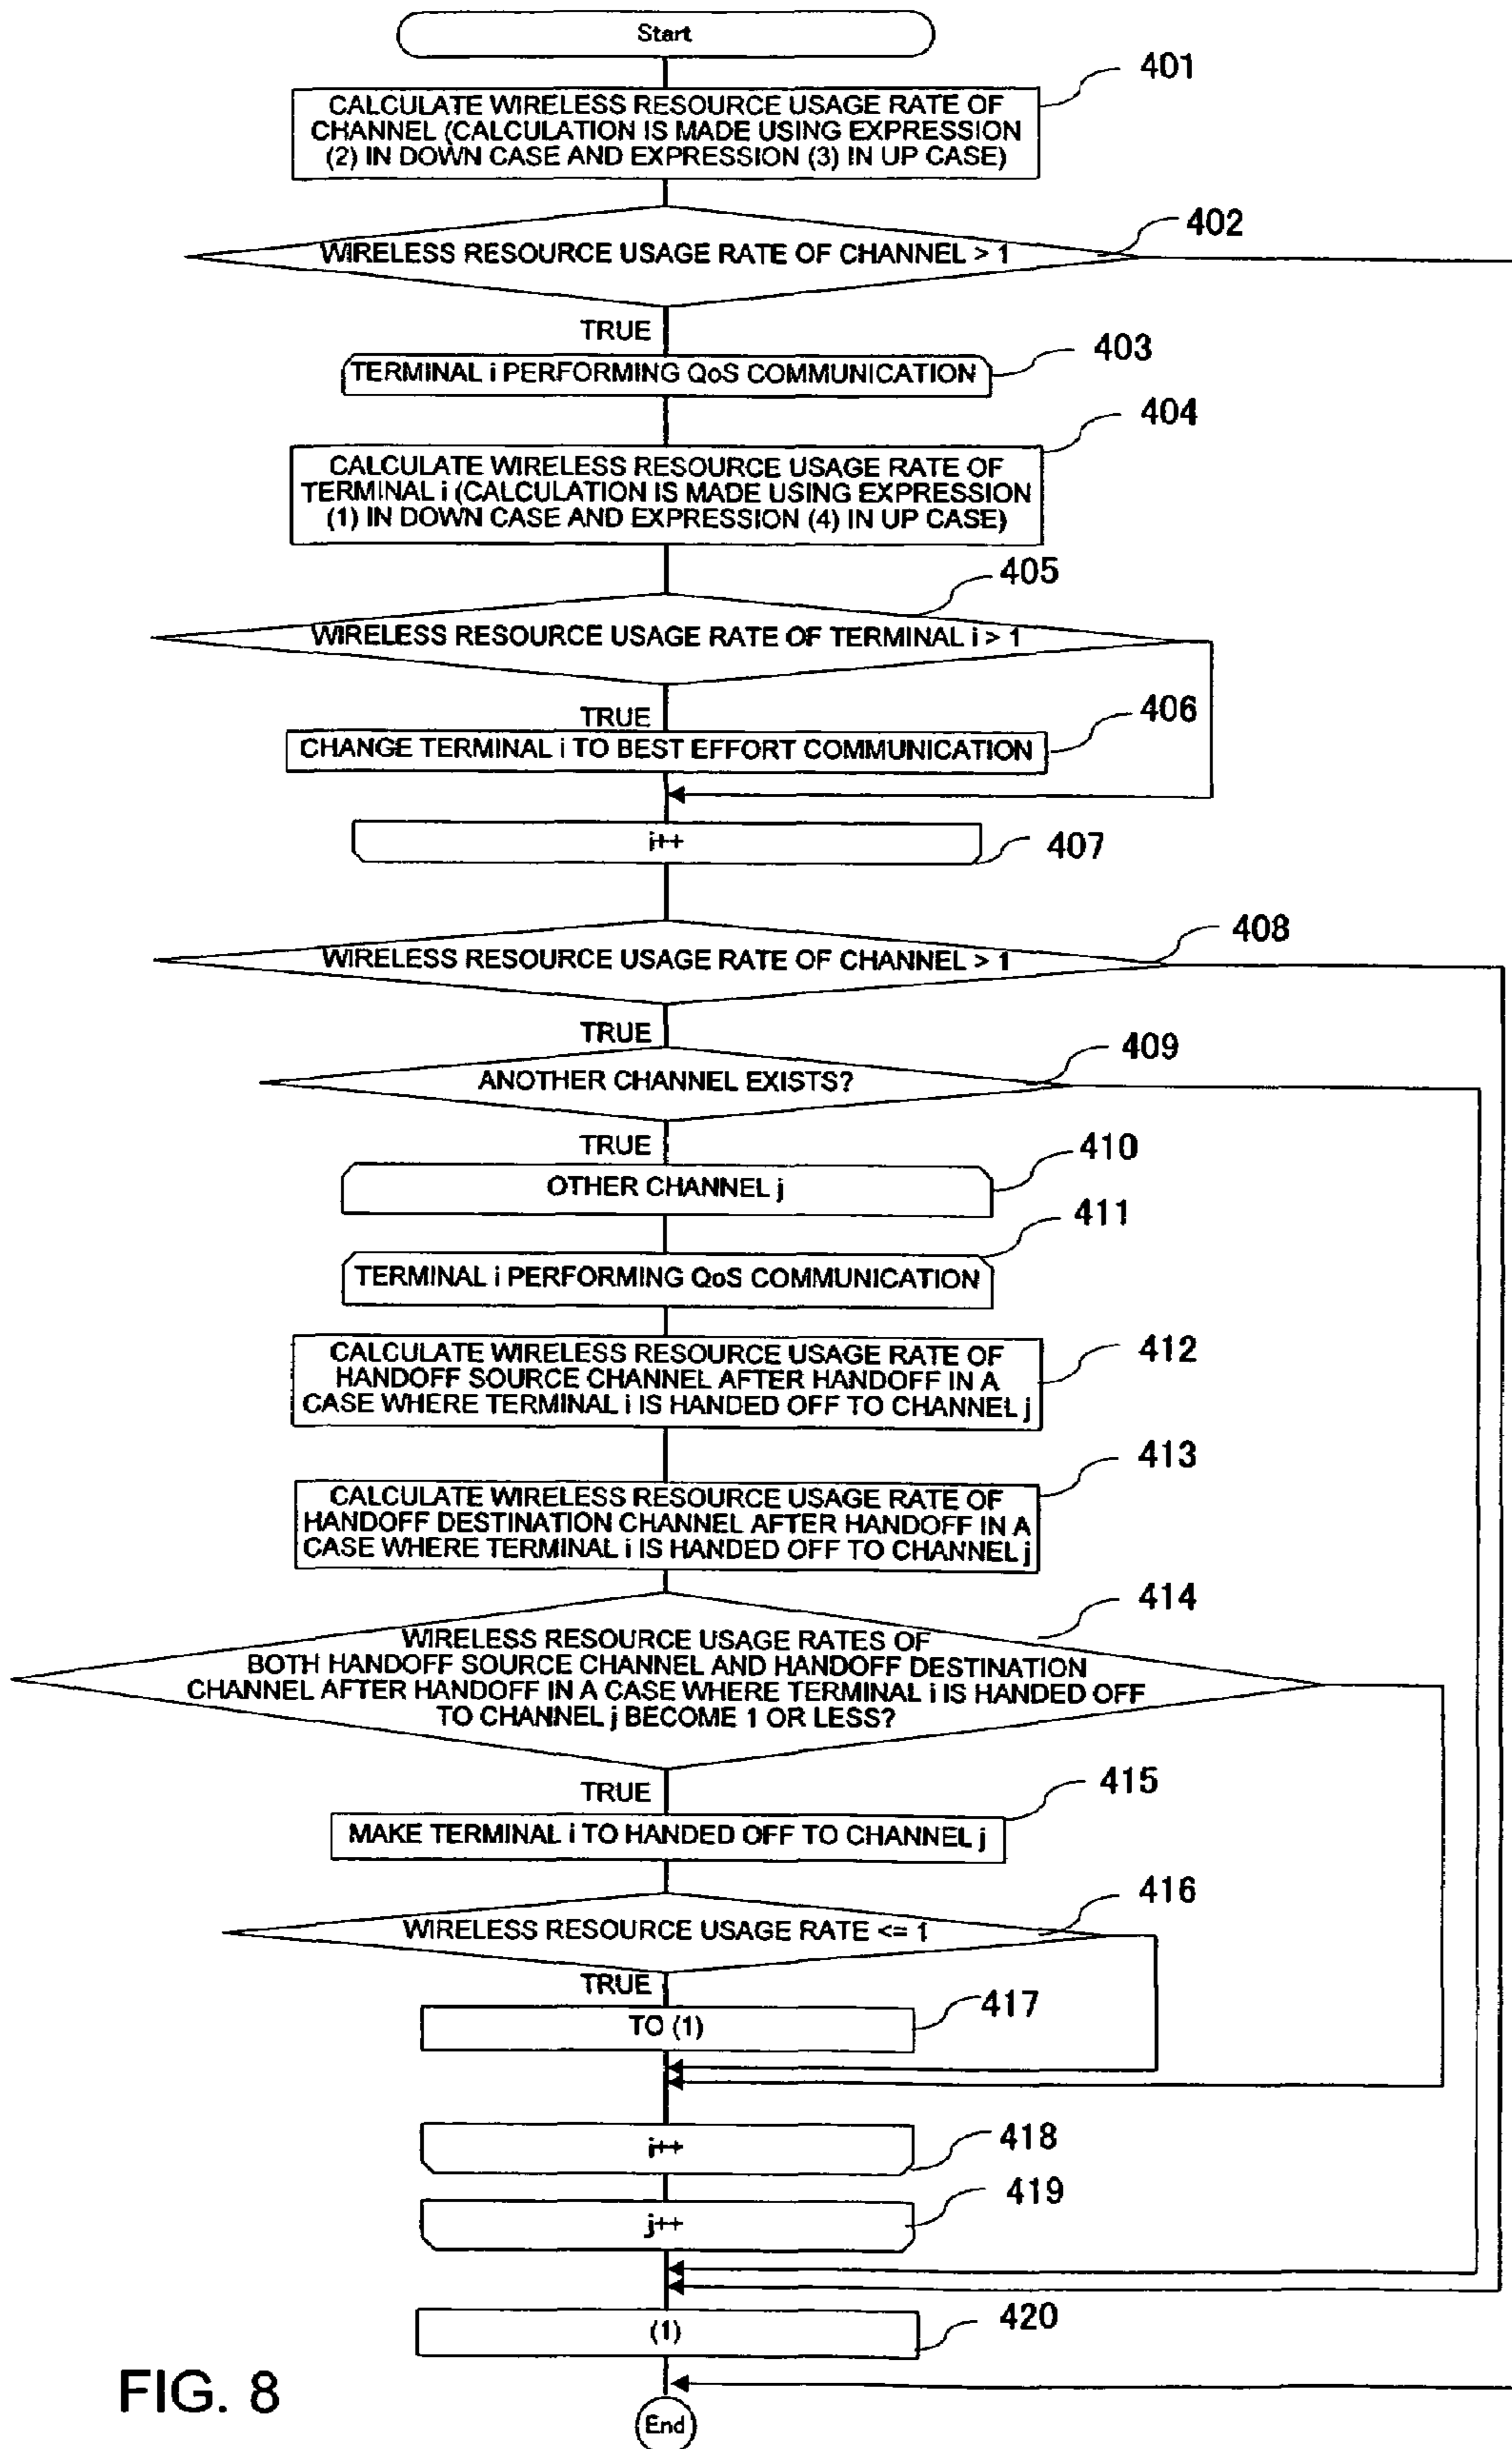 Start
401
CALCULATE WIRELESS RESOURCE USAGE RATE OF
CHANNEL (CALCULATION IS MADE USING EXPRESSION
(2) IN DOWN CASE AND EXPRESSION (3) IN UP CASE)
402
WIRELESS RESOURCE USAGE RATE OF CHANNEL > 1
TRUE
403
TERMINAL i PERFORMING QoS COMMUNICATION
404
CALCULATE WIRELESS RESOURCE USAGE RATE OF
TERMINAL i (CALCULATION IS MADE USING EXPRESSION
(1) IN DOWN CASE AND EXPRESSION (4) IN UP CASE)
405
WIRELESS RESOURCE USAGE RATE OF TERMINAL i > 1
TRUE
406
CHANGE TERMINAL i TO BEST EFFORT COMMUNICATION
i++
407
408
WIRELESS RESOURCE USAGE RATE OF CHANNEL > 1
TRUE
409
ANOTHER CHANNEL EXISTS?
TRUE
410
OTHER CHANNEL j
411
TERMINAL i PERFORMING QoS COMMUNICATION
412
CALCULATE WIRELESS RESOURCE USAGE RATE OF
HANDOFF SOURCE CHANNEL AFTER HANDOFF IN A
CASE WHERE TERMINAL i IS HANDED OFF TO CHANNEL j
413
CALCULATE WIRELESS RESOURCE USAGE RATE OF
HANDOFF DESTINATION CHANNEL AFTER HANDOFF IN A
CASE WHERE TERMINAL i IS HANDED OFF TO CHANNEL j
414
WIRELESS RESOURCE USAGE RATES OF
BOTH HANDOFF SOURCE CHANNEL AND HANDOFF DESTINATION
CHANNEL AFTER HANDOFF IN A CASE WHERE TERMINAL i IS HANDED OFF
TO CHANNEL j BECOME 1 OR LESS?
TRUE
415
MAKE TERMINAL i TO HANDED OFF TO CHANNEL j
416
WIRELESS RESOURCE USAGE RATE <= 1
TRUE
417
TO (1)
i++
418
419
j++
420
(1)
FIG. 8
End